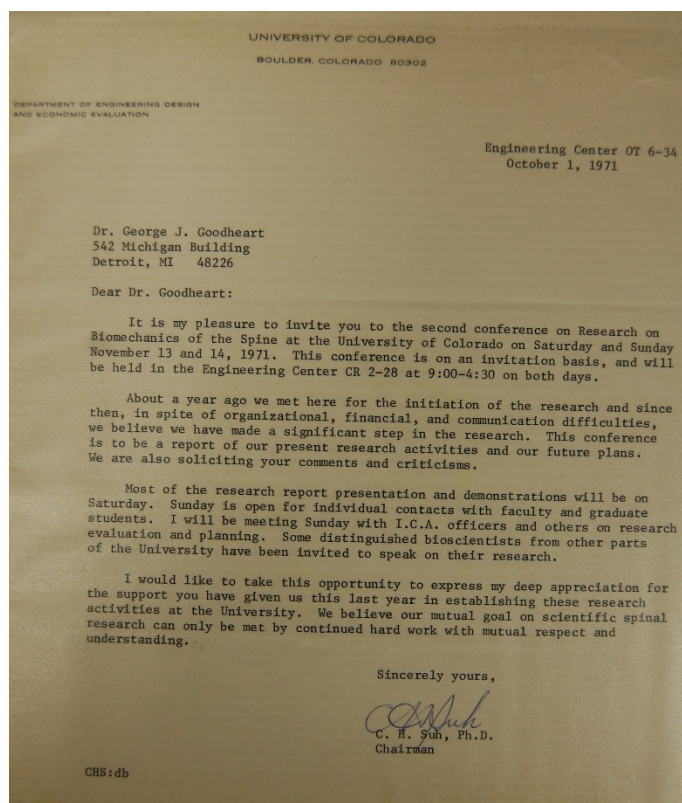 UNIVERSITY OF COLORADO
BOULDER, COLORADO 80302
DEPARTMENT OF ENGINEERING DESIGN
AND ECONOMIC EVALUATION
Engineering Center OT 6-34
October 1, 1971
Dr. George J. Goodheart
542 Michigan Building
Detroit, MI 48226
Dear Dr. Goodheart:
It is my pleasure to invite you to the second conference on Research on
Biomechanics of the Spine at the University of Colorado on Saturday and Sunday
November 13 and 14, 1971. This conference is on an invitation basis, and will
be held in the Engineering Center CR 2-28 at 9:00-4:30 on both days.
About a year ago we met here for the initiation of the research and since
then, in spite of organizational, financial, and communication difficulties,
we believe we have made a significant step in the research. This conference
is to be a report of our present research activities and our future plans.
We are also soliciting your comments and criticisms.
Most of the research report presentation and demonstrations will be on
Saturday. Sunday is open for individual contacts with faculty and graduate
students. I will be meeting Sunday with I.C.A. officers and others on research
evaluation and planning. Some distinguished bioscientists from other parts
of the University have been invited to speak on their research.
I would like to take this opportunity to express my deep appreciation for
the support you have given us this last year in establishing these research
activities at the University. We believe our mutual goal on scientific spinal
research can only be met by continued hard work with mutual respect and
understanding.
Sincerely yours,
C H Suh
C. H. Suh, Ph.D.
Chairman
CHS:db